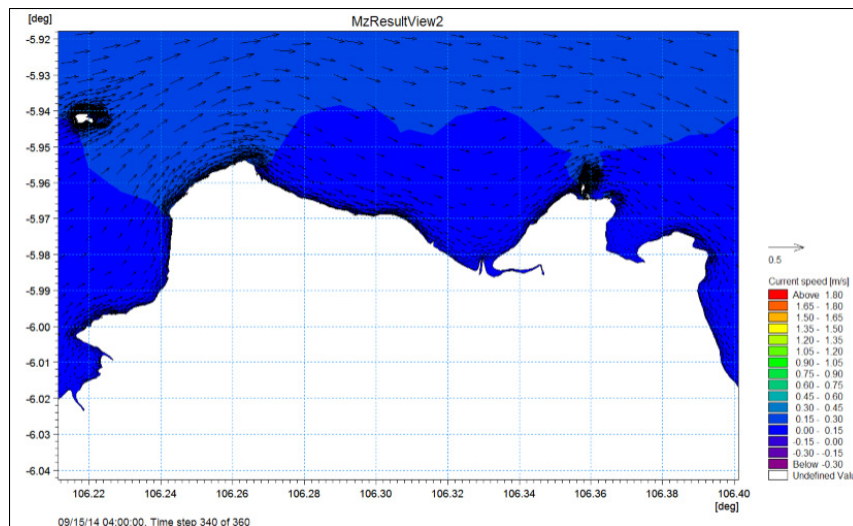 MzResultView2
[deg]
-5.92
-5.93
-5.94
-5.95
-5.96
-5.97
-5.98
-5.99
-6.00
-6.01
-6.02
-6.03
-6.04
106.22 106.24 106.26 106.28 106.30 106.32 106.34 106.36 106.38 106.40
[deg]
09/15/14 04:00:00, Time step 340 of 360
0.5
Current speed [m/s]
Above 1.80
1.65 - 1.80
1.50 - 1.65
1.35 - 1.50
1.20 - 1.35
1.05 - 1.20
0.90 - 1.05
0.75 - 0.90
0.60 - 0.75
0.45 - 0.60
0.30 - 0.45
0.15 - 0.30
0.00 - 0.15
-0.15 - 0.00
-0.30 - -0.15
Below -0.30
Undefined Valu